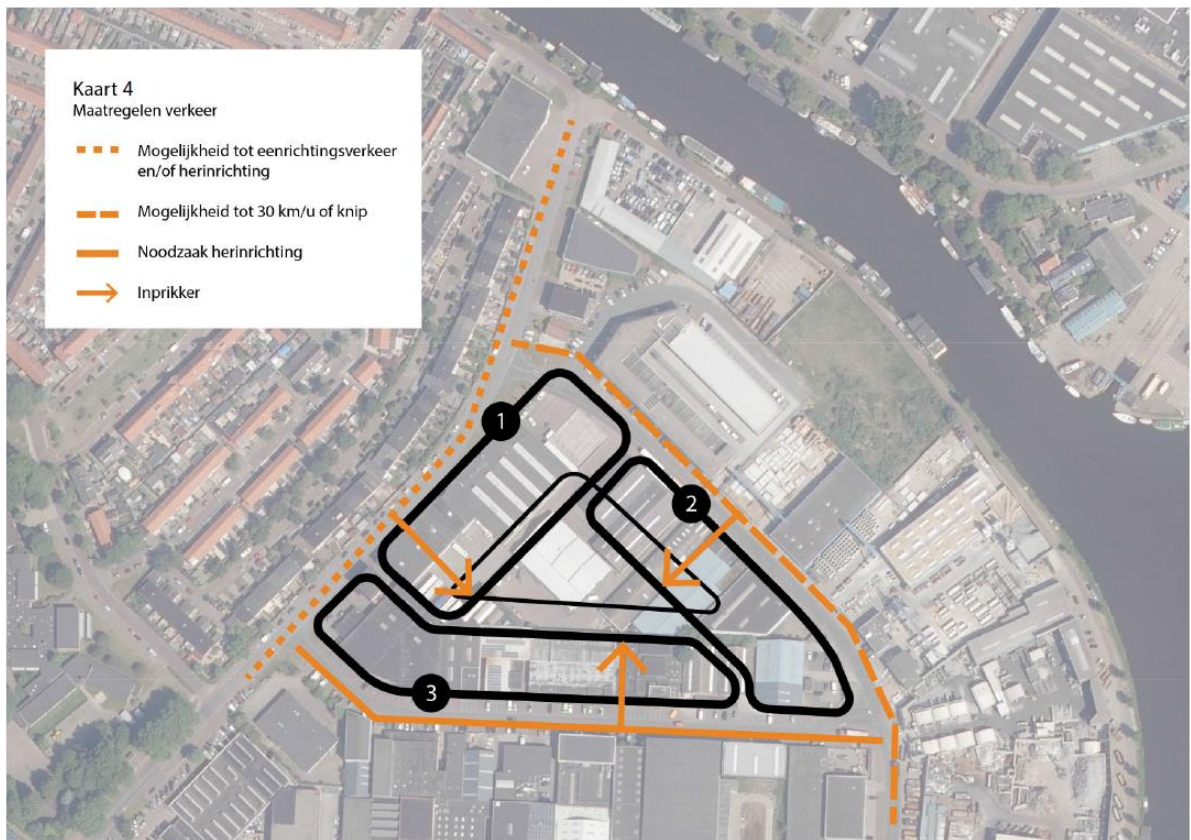 Kaart 4
Maatregelen verkeer
Mogelijkheid tot eenrichtingsverkeer
en/of herinrichting
Mogelijkheid tot 30 km/u of knip
Noodzaak herinrichting
Inprikker
1
2
3